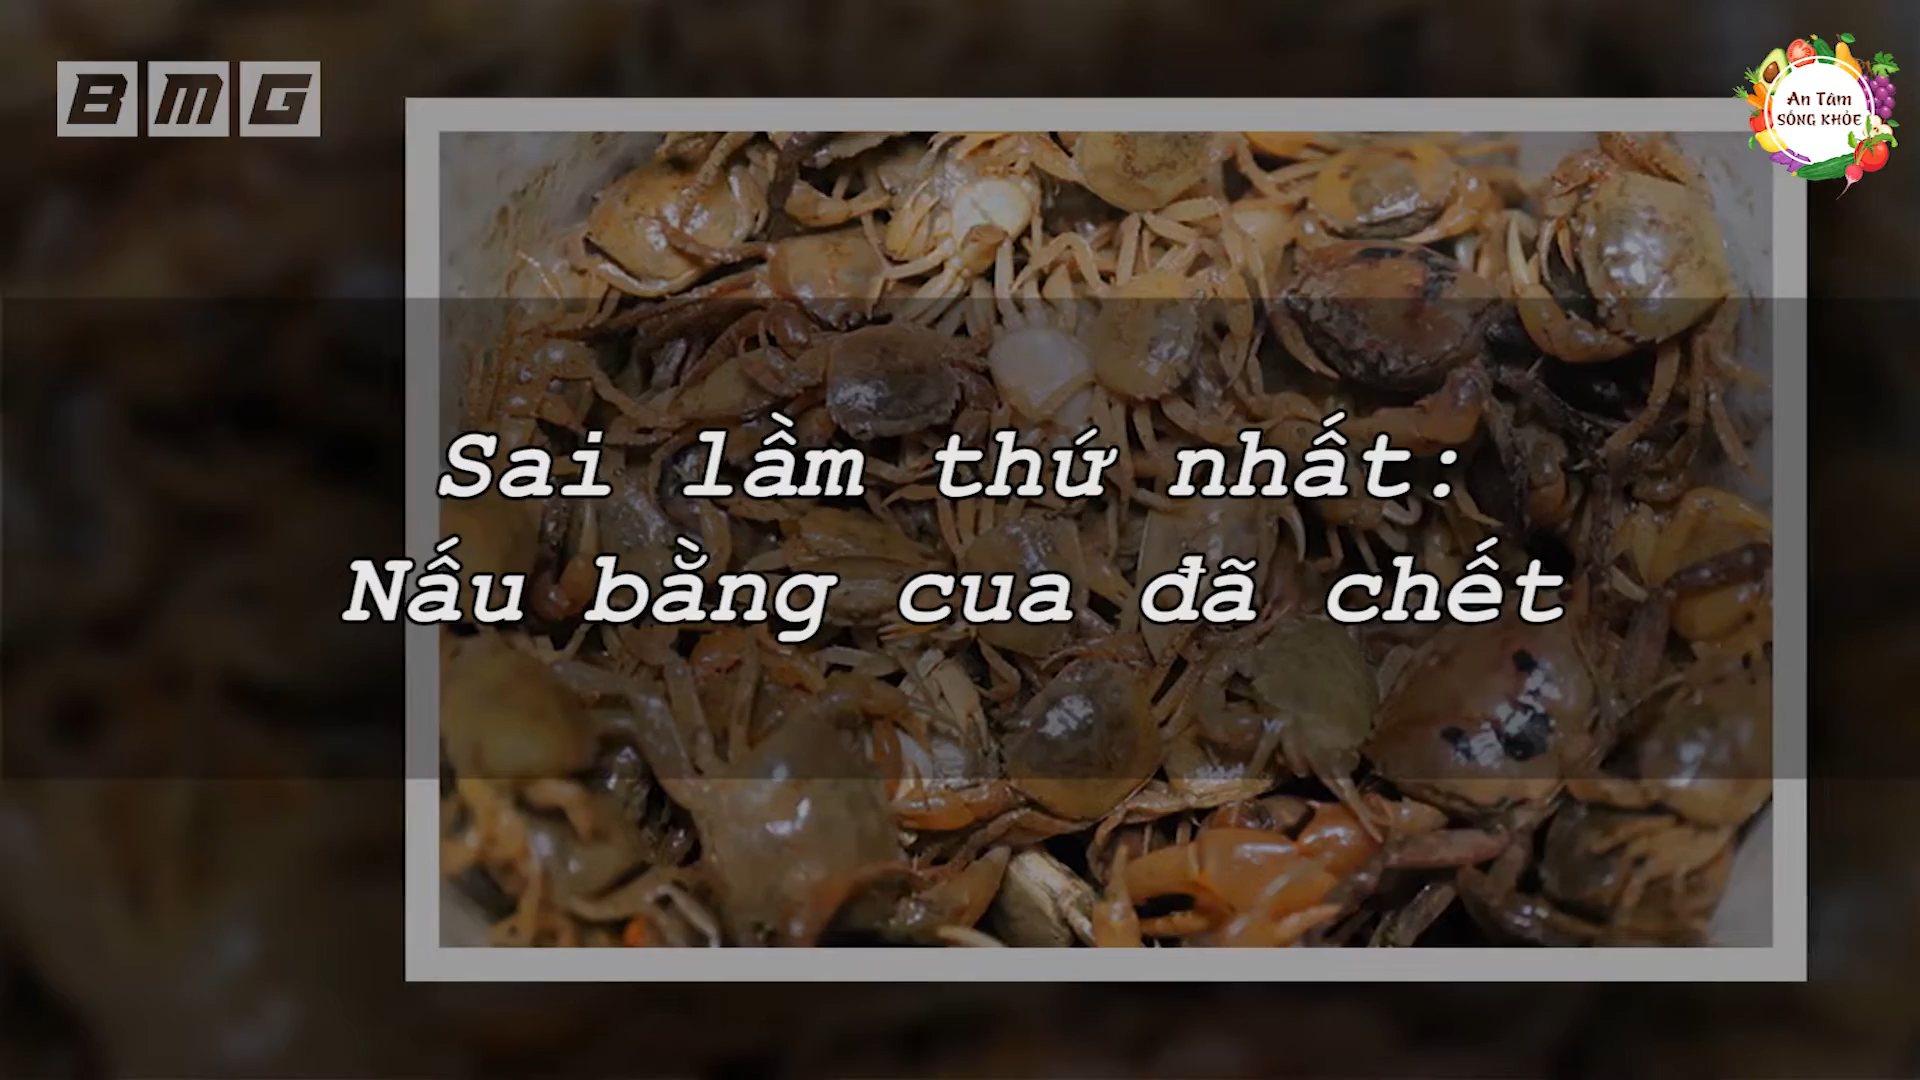 BMG
An Tâm
SỐNG KHỎE
Sai lầm thứ nhất:
Nấu bằng cua đã chết